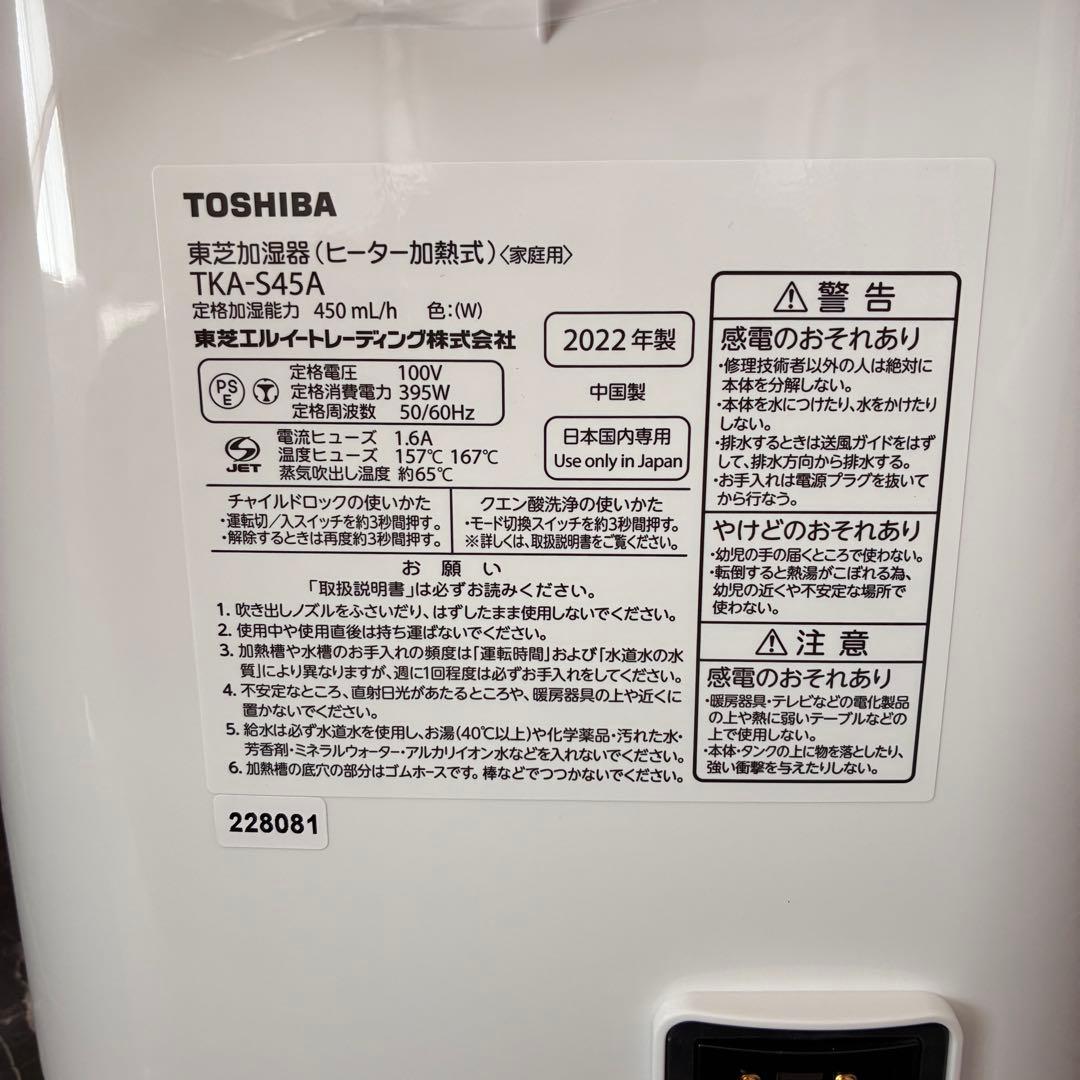 TOSHIBA
東芝加湿器(ヒーター加熱式)〈家庭用〉
TKA-S45A
定格加湿能力 450 mL/h 色:(W)
東芝エルイートレーディング株式会社
2022年製
中国製
PS
E
定格電圧 100V
定格消費電力 395W
定格周波数 50/60Hz
JET
電流ヒューズ 1.6A
温度ヒューズ 157℃ 167℃
蒸気吹出し温度 約65℃
日本国内専用
Use only in Japan
チャイルドロックの使いかた
・運転切/入スイッチを約3秒間押す。
・解除するときは再度約3秒間押す。
クエン酸洗浄の使いかた
・モード切換スイッチを約3秒間押す。
※詳しくは、取扱説明書をご覧ください。
お願い
「取扱説明書」は必ずお読みください。
1. 吹き出しノズルをふさいだり、はずしたまま使用しないでください。
2. 使用中や使用直後は持ち運ばないでください。
3. 加熱槽や水槽のお手入れの頻度は「運転時間」および「水道水の水
質」により異なりますが、週に1回程度は必ずお手入れをしてください。
4. 不安定なところ、直射日光があたるところや、暖房器具の上や近くに
置かないでください。
5. 給水は必ず水道水を使用し、お湯(40℃以上)や化学薬品・汚れた水・
芳香剤・ミネラルウォーター・アルカリイオン水などを入れないでください。
6. 加熱槽の底穴の部分はゴムホースです。棒などでつつかないでください。
⚠警告
感電のおそれあり
・修理技術者以外の人は絶対に
本体を分解しない。
・本体を水につけたり、水をかけたり
しない。
・排水するときは送風ガイドをはず
して、排水方向から排水する。
・お手入れは電源プラグを抜いて
から行なう。
やけどのおそれあり
・幼児の手の届くところで使わない。
・転倒すると熱湯がこぼれる為、
幼児の近くや不安定な場所で
使わない。
⚠注意
感電のおそれあり
・暖房器具・テレビなどの電化製品
の上や熱に弱いテーブルなどの
上で使用しない。
・本体・タンクの上に物を落としたり、
強い衝撃を与えたりしない。
228081